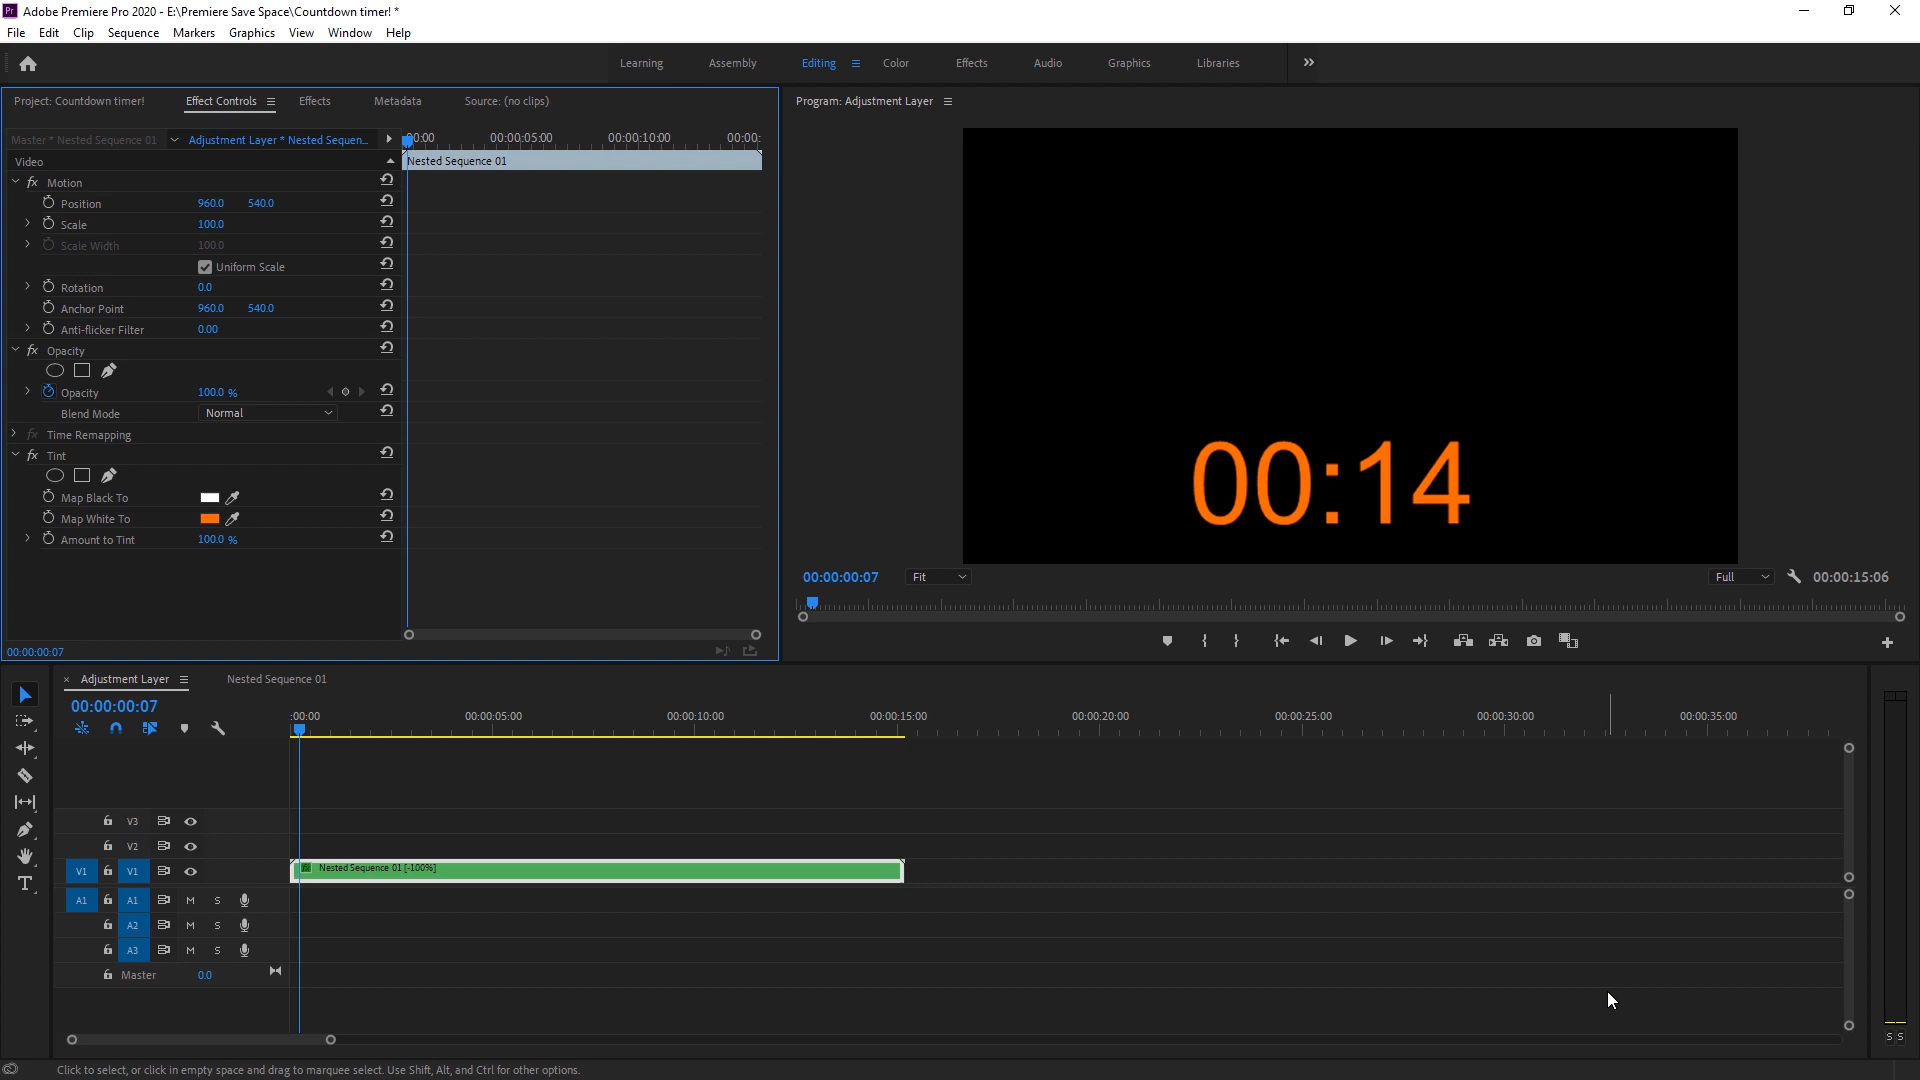 Pr Adobe Premiere Pro 2020 - E:\Premiere Save Space\Countdown timer! *
File Edit Clip Sequence Markers Graphics View Window Help
Learning Assembly Editing Color Effects Audio Graphics Libraries
Project: Countdown timer! Effect Controls Effects Metadata Source: (no clips)
Program: Adjustment Layer
Master * Nested Sequence 01 Adjustment Layer * Nested Sequen...
00:00 00:00:05:00 00:00:10:00 00:00:
Video
Nested Sequence 01
fx Motion
Position 960.0 540.0
Scale 100.0
Scale Width 100.0
Uniform Scale
Rotation 0.0
Anchor Point 960.0 540.0
Anti-flicker Filter 0.00
fx Opacity
Opacity 100.0 %
Blend Mode Normal
fx Time Remapping
fx Tint
Map Black To
Map White To
Amount to Tint 100.0 %
00:00:00:07
00:14
00:00:00:07 Fit Full 00:00:15:06
Adjustment Layer Nested Sequence 01
00:00:00:07
:00:00 00:00:05:00 00:00:10:00 00:00:15:00 00:00:20:00 00:00:25:00 00:00:30:00 00:00:35:00
V3
V2
V1 V1
fx Nested Sequence 01 [-100%]
A1 A1 M S
A2 M S
A3 M S
Master 0.0
S S
Click to select, or click in empty space and drag to marquee select. Use Shift, Alt, and Ctrl for other options.